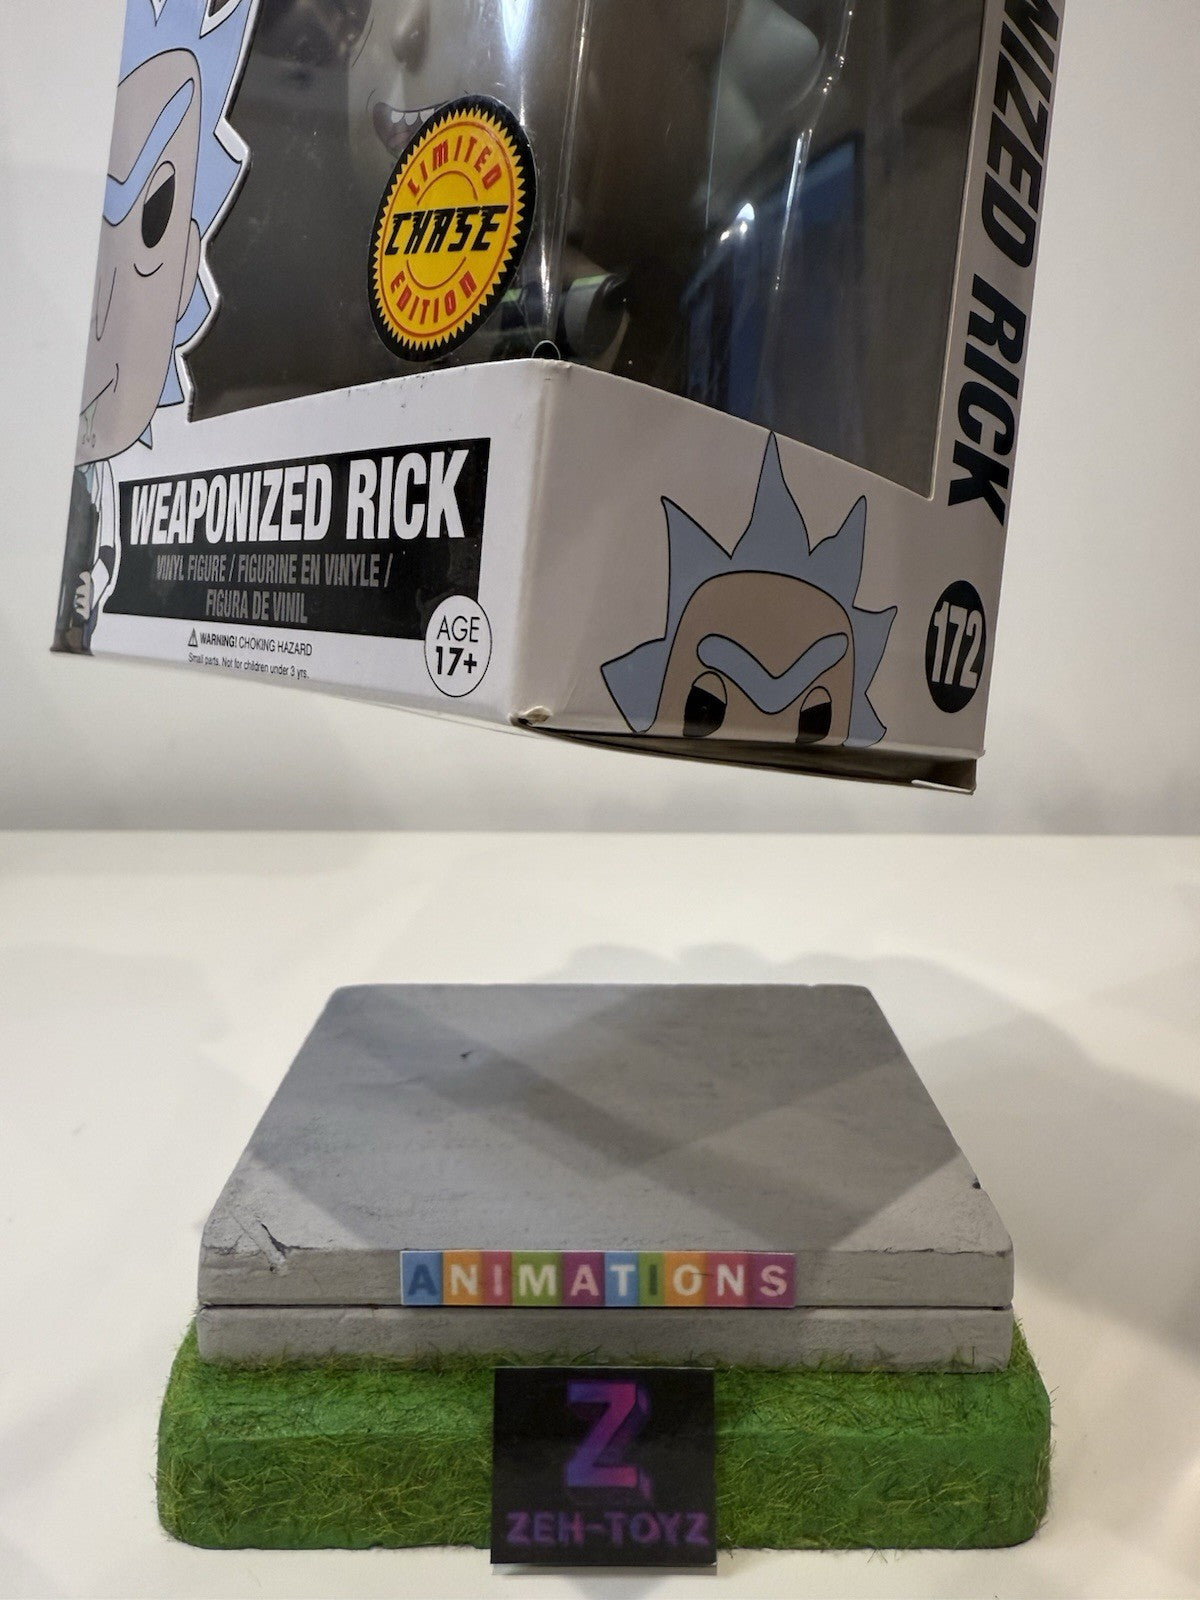 LIMITED
CHASE
EDITION
WEAPONIZED RICK
VINYL FIGURE / FIGURINE EN VINYLE /
FIGURA DE VINIL
WARNING! CHOKING HAZARD
Small parts. Not for children under 3 yrs.
AGE
17+
NIZED RICK
172
ANIMATIONS
Z
ZEH-TOYZ